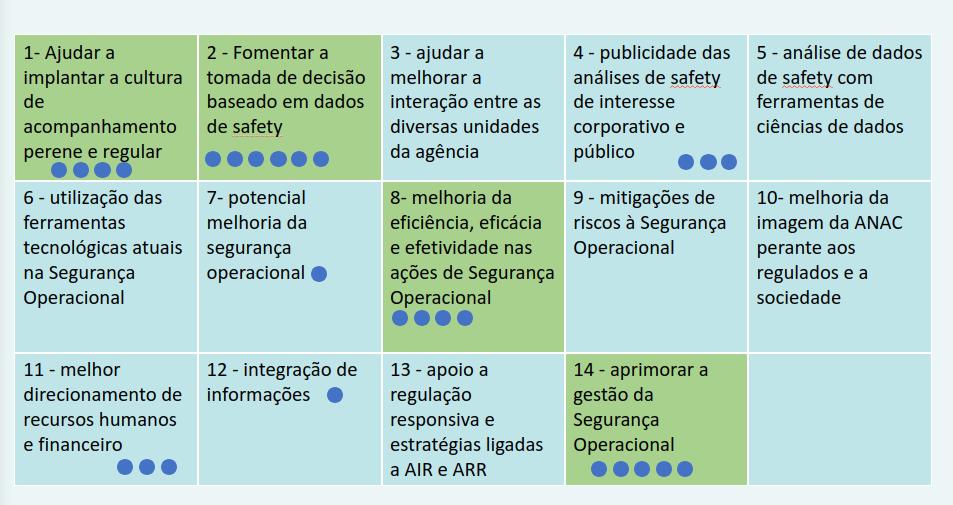 1- Ajudar a
implantar a cultura
de
acompanhamento
perene e regular
2 - Fomentar a
tomada de decisão
baseado em dados
de safety
3 - ajudar a
melhorar a
interação entre as
diversas unidades
da agência
4 - publicidade das
análises de safety
de interesse
corporativo e
público
5 - análise de dados
de safety com
ferramentas de
ciências de dados
6 - utilização das
ferramentas
tecnológicas atuais
na Segurança
Operacional
7- potencial
melhoria da
segurança
operacional
8- melhoria da
eficiência, eficácia
e efetividade nas
ações de Segurança
Operacional
9 - mitigações de
riscos à Segurança
Operacional
10- melhoria da
imagem da ANAC
perante aos
regulados e a
sociedade
11 - melhor
direcionamento de
recursos humanos
e financeiro
12 - integração de
informações
13 - apoio a
regulação
responsiva e
estratégias ligadas
a AIR e ARR
14 - aprimorar a
gestão da
Segurança
Operacional